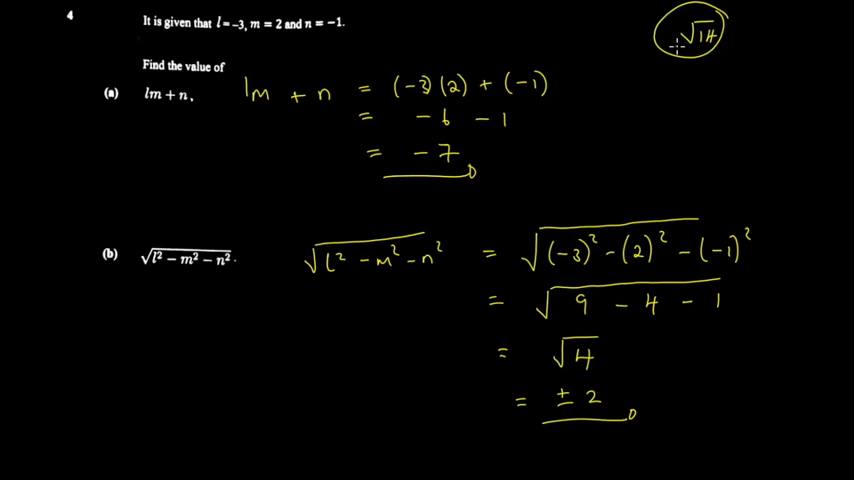 4 It is given that l = -3, m = 2 and n = -1.
√14
Find the value of
(a) lm + n, lm + n = (-3)(2) + (-1)
= -6 - 1
= -7
(b) √(l² - m² - n²). √(l² - m² - n²) = √((-3)² - (2)² - (-1)²)
= √(9 - 4 - 1)
= √4
= ± 2